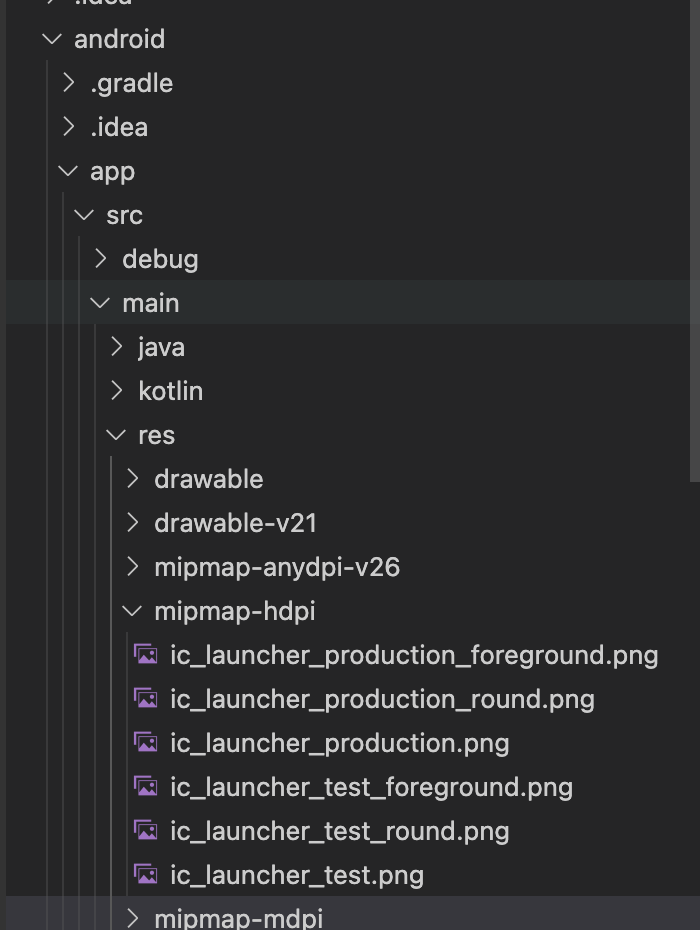 .idea
android
.gradle
.idea
app
src
debug
main
java
kotlin
res
drawable
drawable-v21
mipmap-anydpi-v26
mipmap-hdpi
ic_launcher_production_foreground.png
ic_launcher_production_round.png
ic_launcher_production.png
ic_launcher_test_foreground.png
ic_launcher_test_round.png
ic_launcher_test.png
mipmap-mdpi